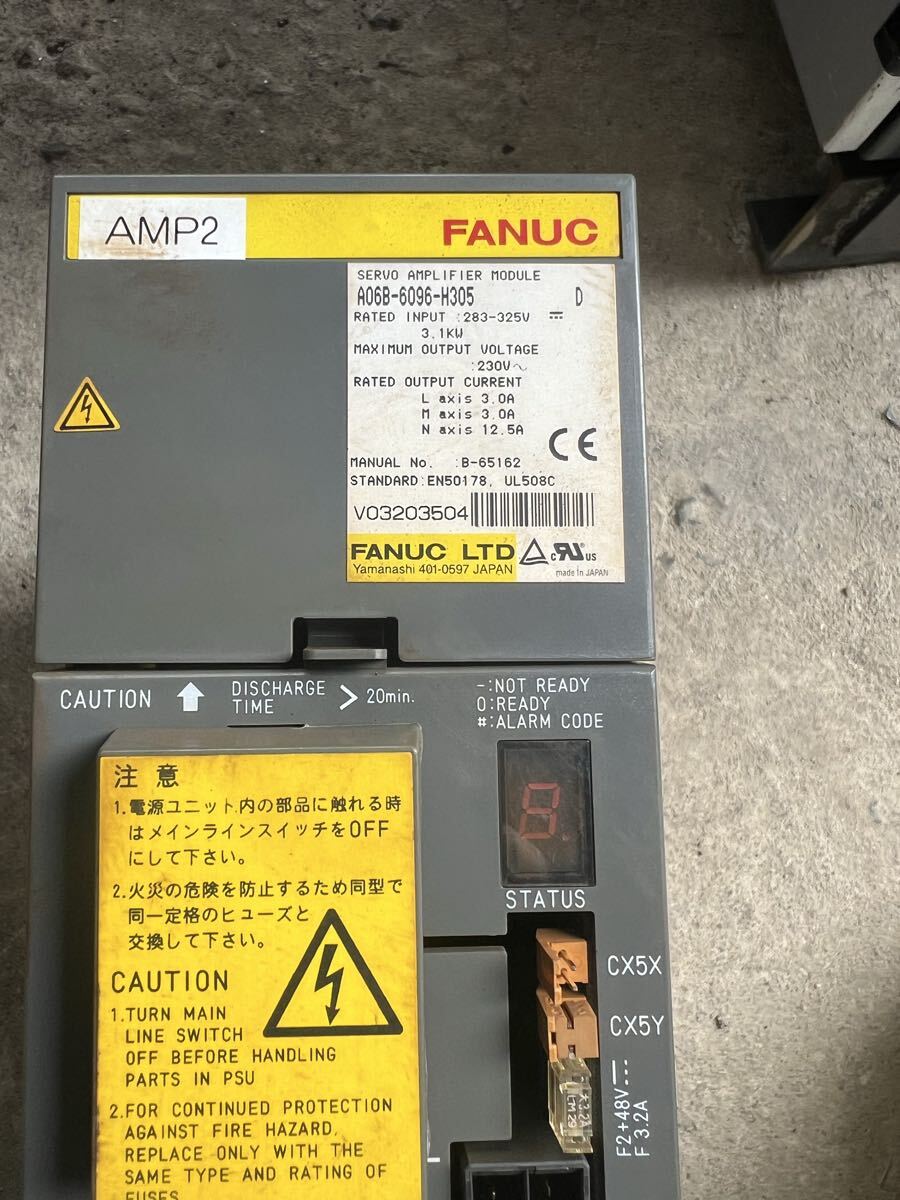 AMP2
FANUC
SERVO AMPLIFIER MODULE
A06B-6096-H305 D
RATED INPUT :283-325V ⎓
3.1KW
MAXIMUM OUTPUT VOLTAGE
:230V~
RATED OUTPUT CURRENT
L axis 3.0A
M axis 3.0A
N axis 12.5A
CE
MANUAL No. :B-65162
STANDARD:EN50178, UL508C
V03203504
FANUC LTD
Yamanashi 401-0597 JAPAN
c RU us
made in JAPAN
CAUTION ⬆ DISCHARGE TIME > 20min.
-:NOT READY
0:READY
#:ALARM CODE
8.
STATUS
注 意
1.電源ユニット内の部品に触れる時
はメインラインスイッチをOFF
にして下さい。
2.火災の危険を防止するため同型で
同一定格のヒューズと
交換して下さい。
CAUTION
1.TURN MAIN
LINE SWITCH
OFF BEFORE HANDLING
PARTS IN PSU
2.FOR CONTINUED PROTECTION
AGAINST FIRE HAZARD,
REPLACE ONLY WITH THE
SAME TYPE AND RATING OF
FUSES
CX5X
CX5Y
F2+48V⎓
F 3.2A
3.2A
LM29